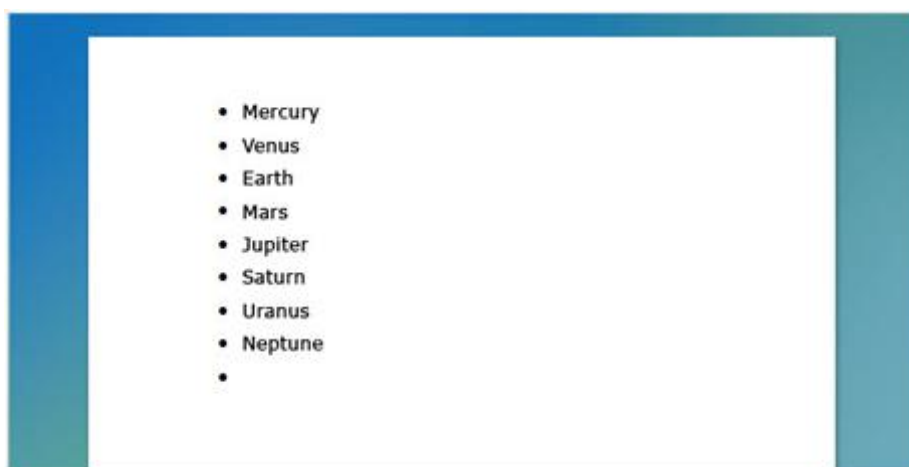 • Mercury
• Venus
• Earth
• Mars
• Jupiter
• Saturn
• Uranus
• Neptune
•